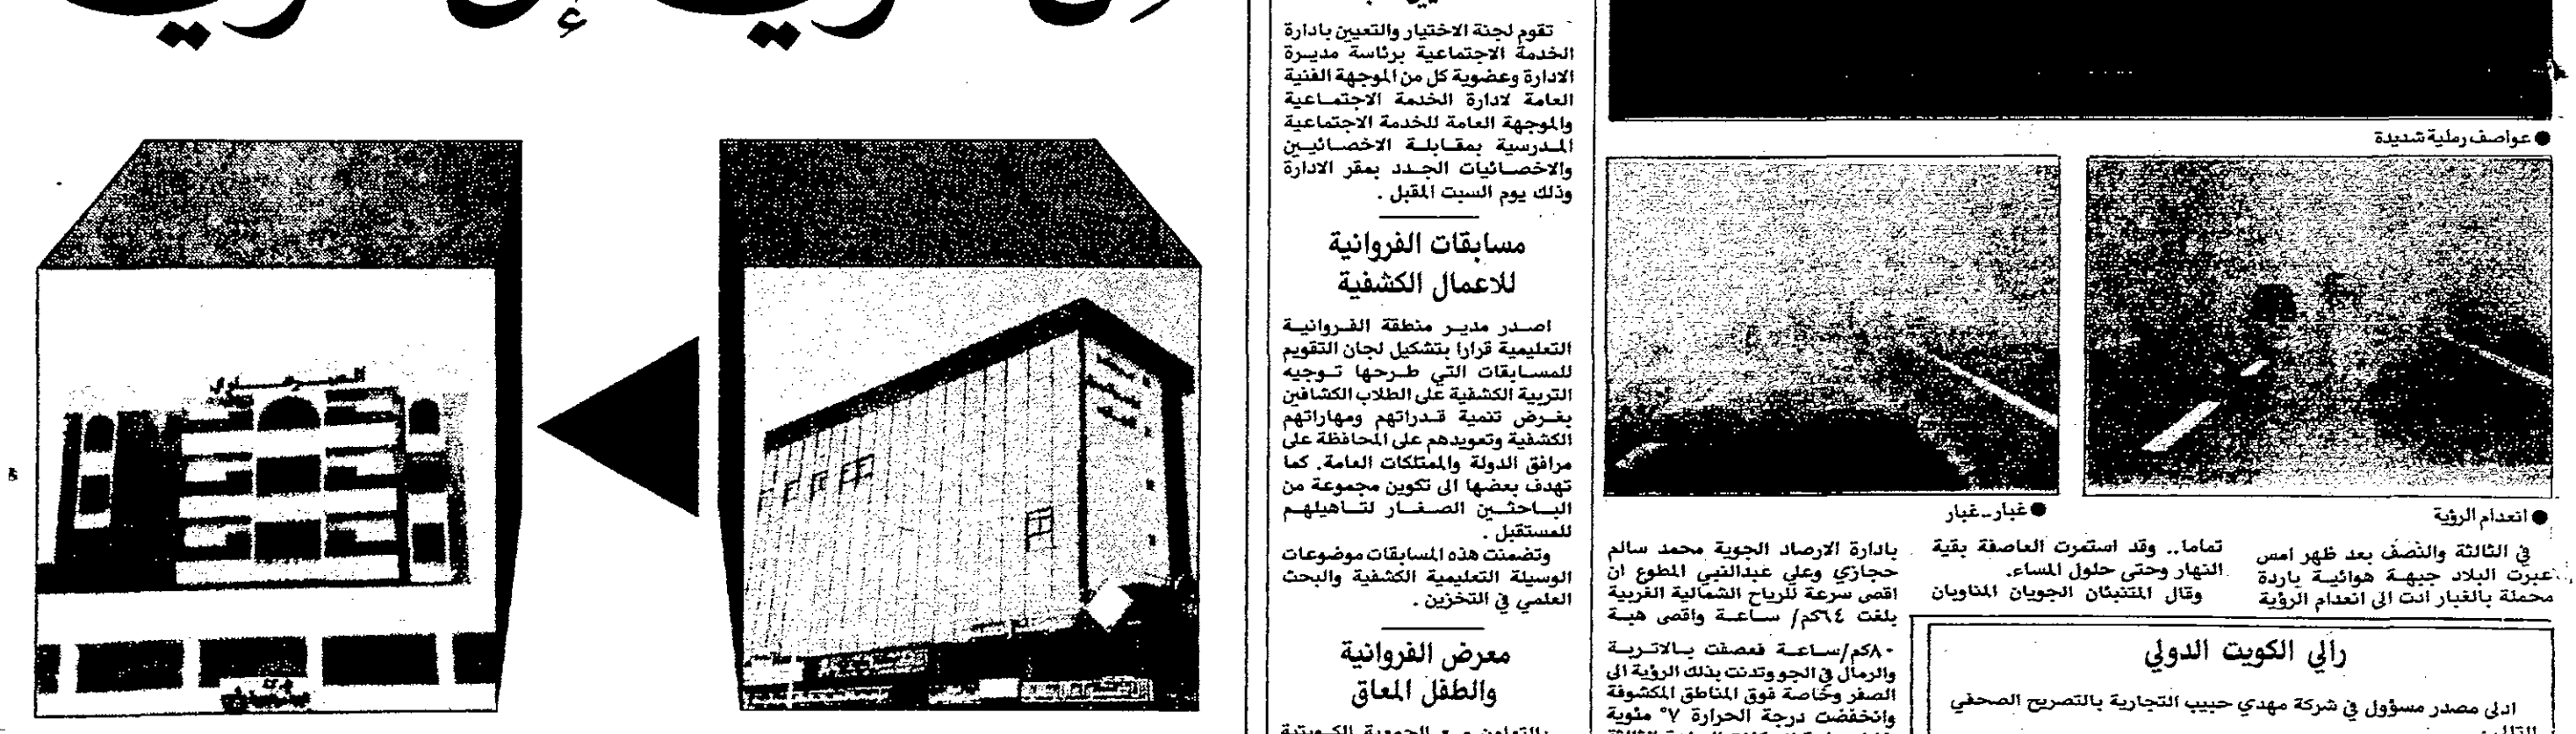 ● عواصف رملية شديدة
● انعدام الرؤية
● غبار.. غبار
في الثالثة والنصف بعد ظهر امس
عبرت البلاد جبهة هوائية باردة
محملة بالغبار ادت الى انعدام الرؤية
تماما.. وقد استمرت العاصفة بقية
النهار وحتى حلول المساء.
وقال المتنبئان الجويان المناوبان
بادارة الارصاد الجوية محمد سالم
حجازي وعلي عبدالنبي المطوع ان
اقصى سرعة للرياح الشمالية الغربية
بلغت ٦٤كم/ ساعة واقصى هبة
٨٠كم/ساعة فعصفت بالاتربة
والرمال في الجو وتدنت بذلك الرؤية الى
الصفر وخاصة فوق المناطق المكشوفة
وانخفضت درجة الحرارة ٧° مئوية
رالي الكويت الدولي
ادلى مصدر مسؤول في شركة مهدي حبيب التجارية بالتصريح الصحفي
التالي
تقوم لجنة الاختيار والتعيين بادارة
الخدمة الاجتماعية برئاسة مديرة
الادارة وعضوية كل من الموجهة الفنية
العامة لادارة الخدمة الاجتماعية
والموجهة العامة للخدمة الاجتماعية
المدرسية بمقابلة الاخصائيين
والاخصائيات الجدد بمقر الادارة
وذلك يوم السبت المقبل .
مسابقات الفروانية
للاعمال الكشفية
اصدر مدير منطقة الفروانية
التعليمية قرارا بتشكيل لجان التقويم
للمسابقات التي طرحها توجيه
التربية الكشفية على الطلاب الكشافين
بغرض تنمية قدراتهم ومهاراتهم
الكشفية وتعويدهم على المحافظة على
مرافق الدولة والممتلكات العامة. كما
تهدف بعضها الى تكوين مجموعة من
الباحثين الصغار لتاهيلهم
للمستقبل .
وتضمنت هذه المسابقات موضوعات
الوسيلة التعليمية الكشفية والبحث
العلمي في التخزين .
معرض الفروانية
والطفل المعاق
بالتعاون مع الجمعية الكويتية